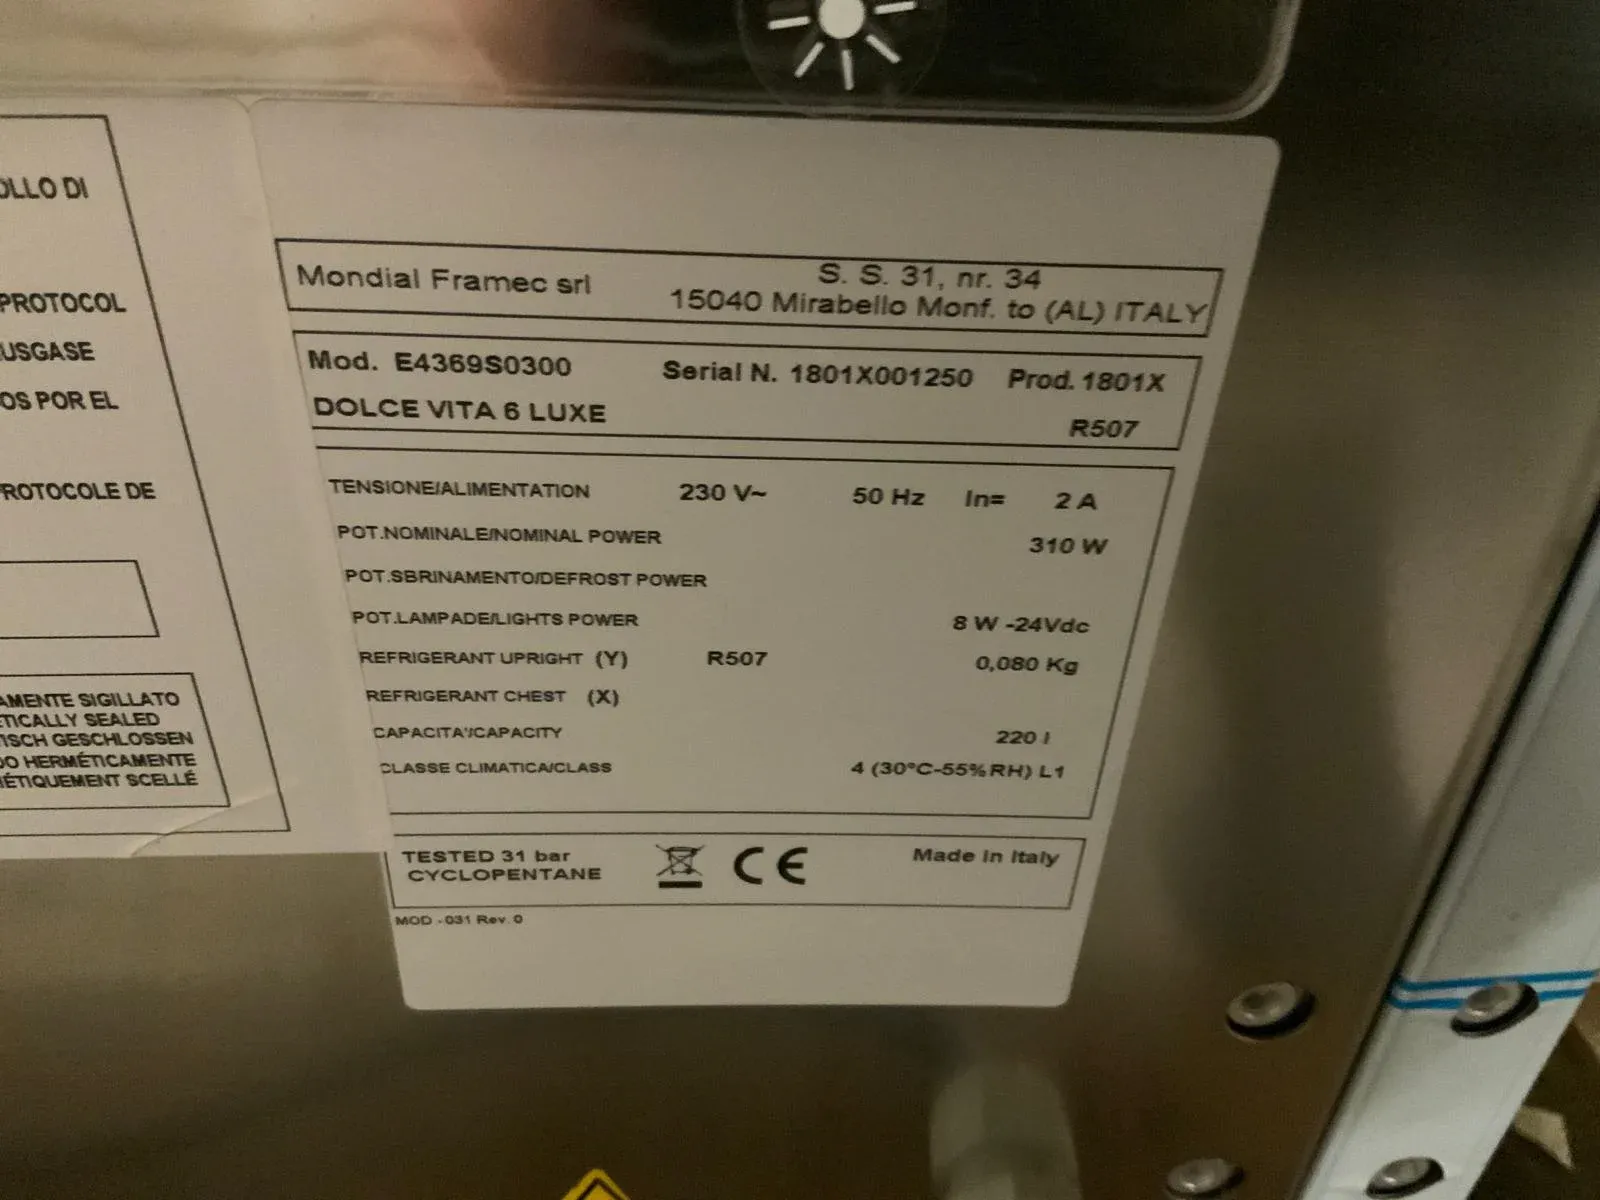 OLLO DI
PROTOCOL
USGASE
OS POR EL
ROTOCOLE DE
AMENTE SIGILLATO
TICALLY SEALED
ISCH GESCHLOSSEN
DO HERMÉTICAMENTE
MÉTIQUEMENT SCELLÉ
Mondial Framec srl
S. S. 31, nr. 34
15040 Mirabello Monf. to (AL) ITALY
Mod. E4369S0300 Serial N. 1801X001250 Prod. 1801X
DOLCE VITA 6 LUXE R507
TENSIONE/ALIMENTATION 230 V~ 50 Hz In= 2 A
POT.NOMINALE/NOMINAL POWER 310 W
POT.SBRINAMENTO/DEFROST POWER
POT.LAMPADE/LIGHTS POWER 8 W -24Vdc
REFRIGERANT UPRIGHT (Y) R507 0,080 Kg
REFRIGERANT CHEST (X)
CAPACITA'/CAPACITY 220 l
CLASSE CLIMATICA/CLASS 4 (30°C-55%RH) L1
TESTED 31 bar
CYCLOPENTANE
CE
Made in Italy
MOD -031 Rev. 0